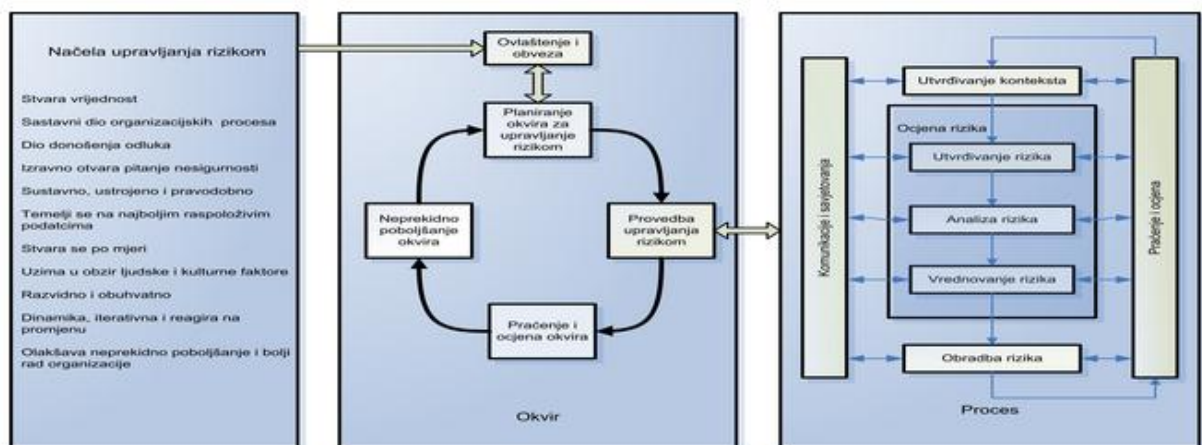 Načela upravljanja rizikom
Stvara vrijednost
Sastavni dio organizacijskih procesa
Dio donošenja odluka
Izravno otvara pitanje nesigurnosti
Sustavno, ustrojeno i pravodobno
Temelji se na najboljim raspoloživim
podatcima
Stvara se po mjeri
Uzima u obzir ljudske i kulturne faktore
Razvidno i obuhvatno
Dinamika, iterativna i reagira na
promjenu
Olakšava neprekidno poboljšanje i bolji
rad organizacije
Ovlaštenje i
obveza
Planiranje
okvira za
upravljanje
rizikom
Neprekidno
poboljšanje
okvira
Provedba
upravljanja
rizikom
Praćenje i
ocjena okvira
Okvir
Komunikacije i savjetovanja
Utvrđivanje konteksta
Ocjena rizika
Utvrđivanje rizika
Analiza rizika
Vrednovanje rizika
Obradba rizika
Praćenje i ocjena
Proces